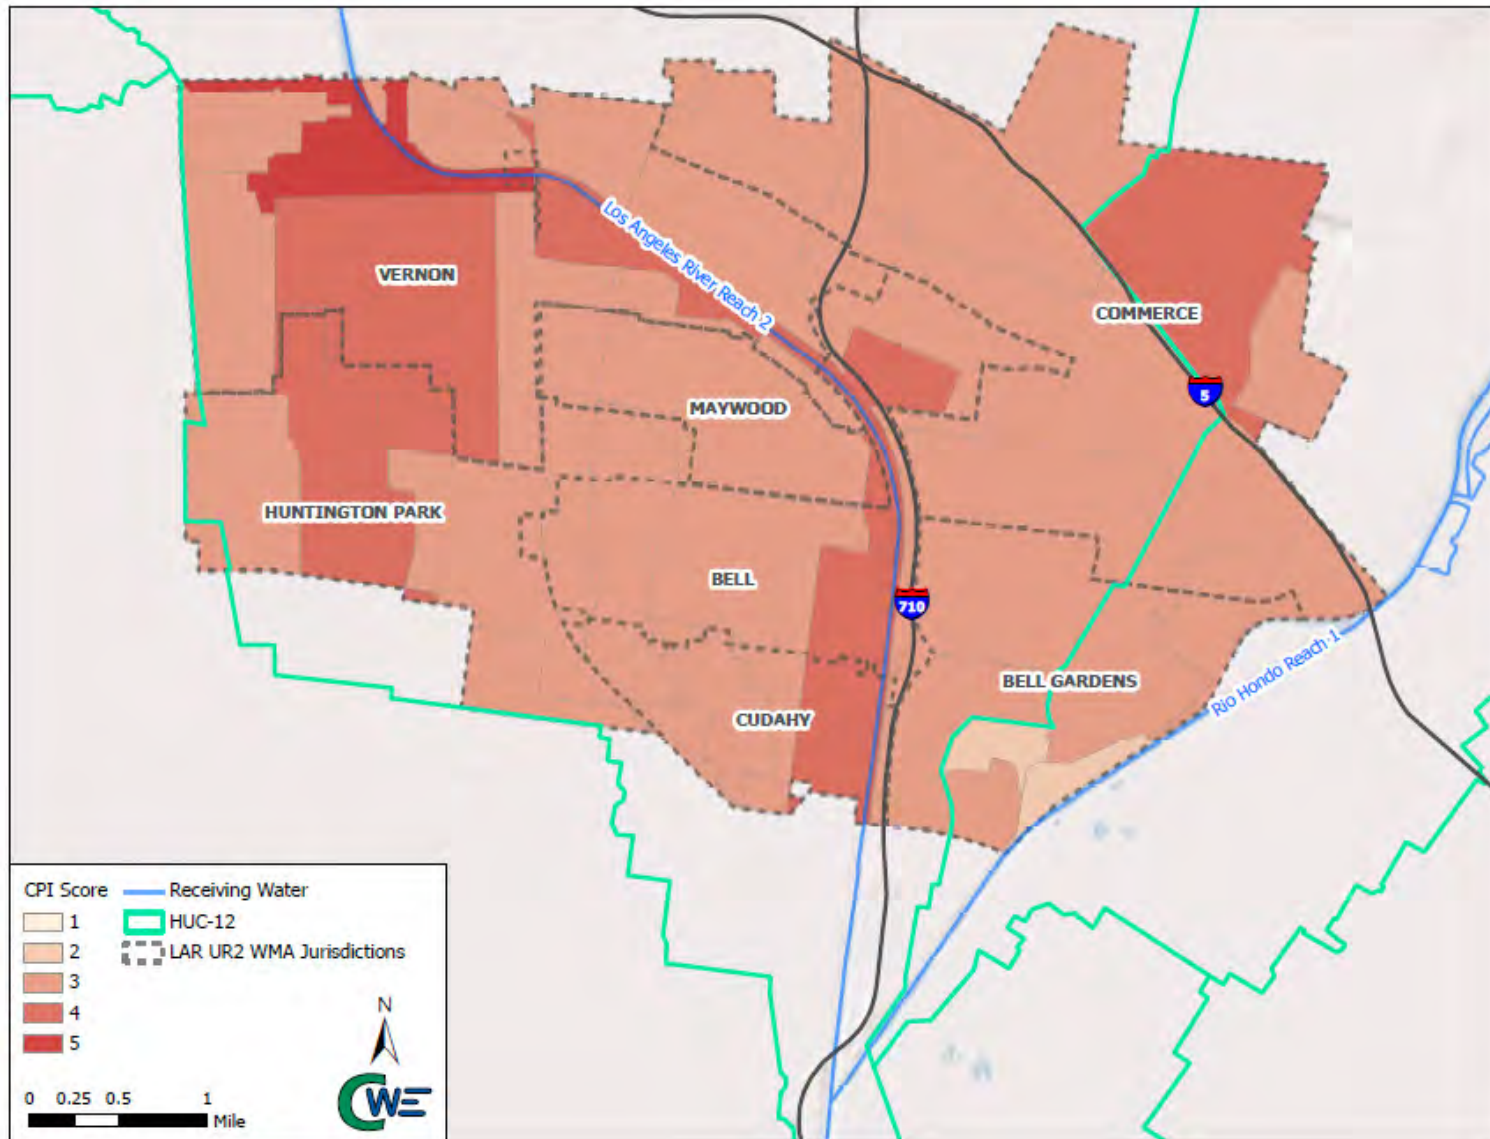 Los Angeles River Reach 2
VERNON
COMMERCE
5
MAYWOOD
HUNTINGTON PARK
BELL
710
BELL GARDENS
Rio Hondo Reach 1
CUDAHY
CPI Score
1
2
3
4
5
Receiving Water
HUC-12
LAR UR2 WMA Jurisdictions
N
0 0.25 0.5 1
Mile
CWE